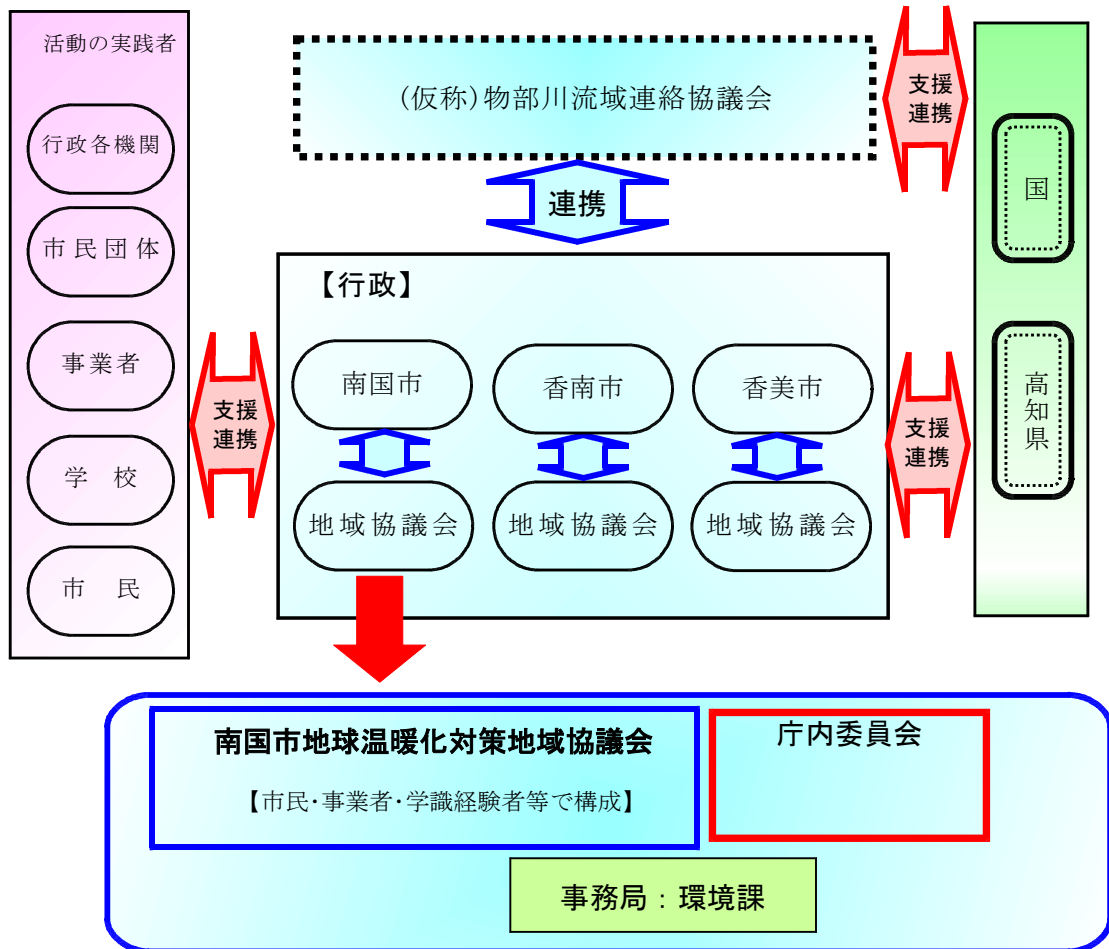 活動の実践者
行政各機関
市民団体
事業者
学　校
市　民
(仮称)物部川流域連絡協議会
支援
連携
国
高知県
連携
【行政】
南国市
香南市
香美市
地域協議会
地域協議会
地域協議会
支援
連携
支援
連携
南国市地球温暖化対策地域協議会
【市民･事業者･学識経験者等で構成】
庁内委員会
事務局：環境課